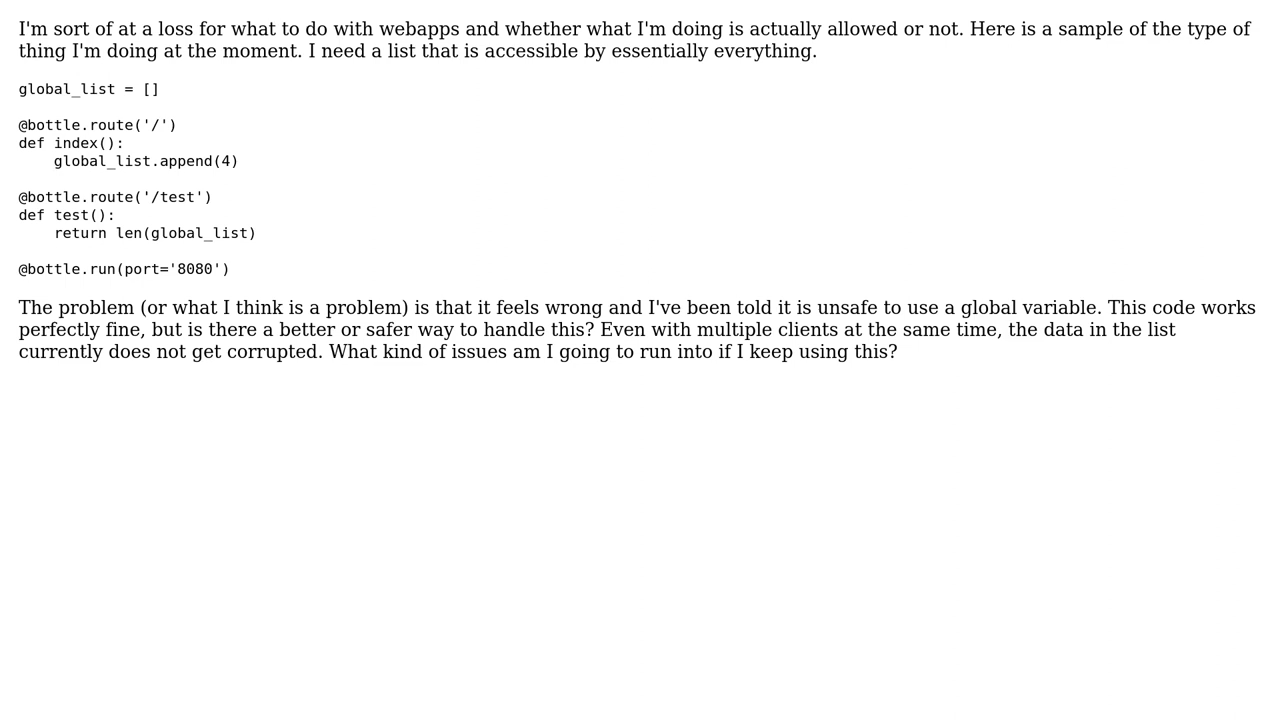 I'm sort of at a loss for what to do with webapps and whether what I'm doing is actually allowed or not. Here is a sample of the type of
thing I'm doing at the moment. I need a list that is accessible by essentially everything.
global_list = []
@bottle.route('/')
def index():
    global_list.append(4)
@bottle.route('/test')
def test():
    return len(global_list)
@bottle.run(port='8080')
The problem (or what I think is a problem) is that it feels wrong and I've been told it is unsafe to use a global variable. This code works
perfectly fine, but is there a better or safer way to handle this? Even with multiple clients at the same time, the data in the list
currently does not get corrupted. What kind of issues am I going to run into if I keep using this?